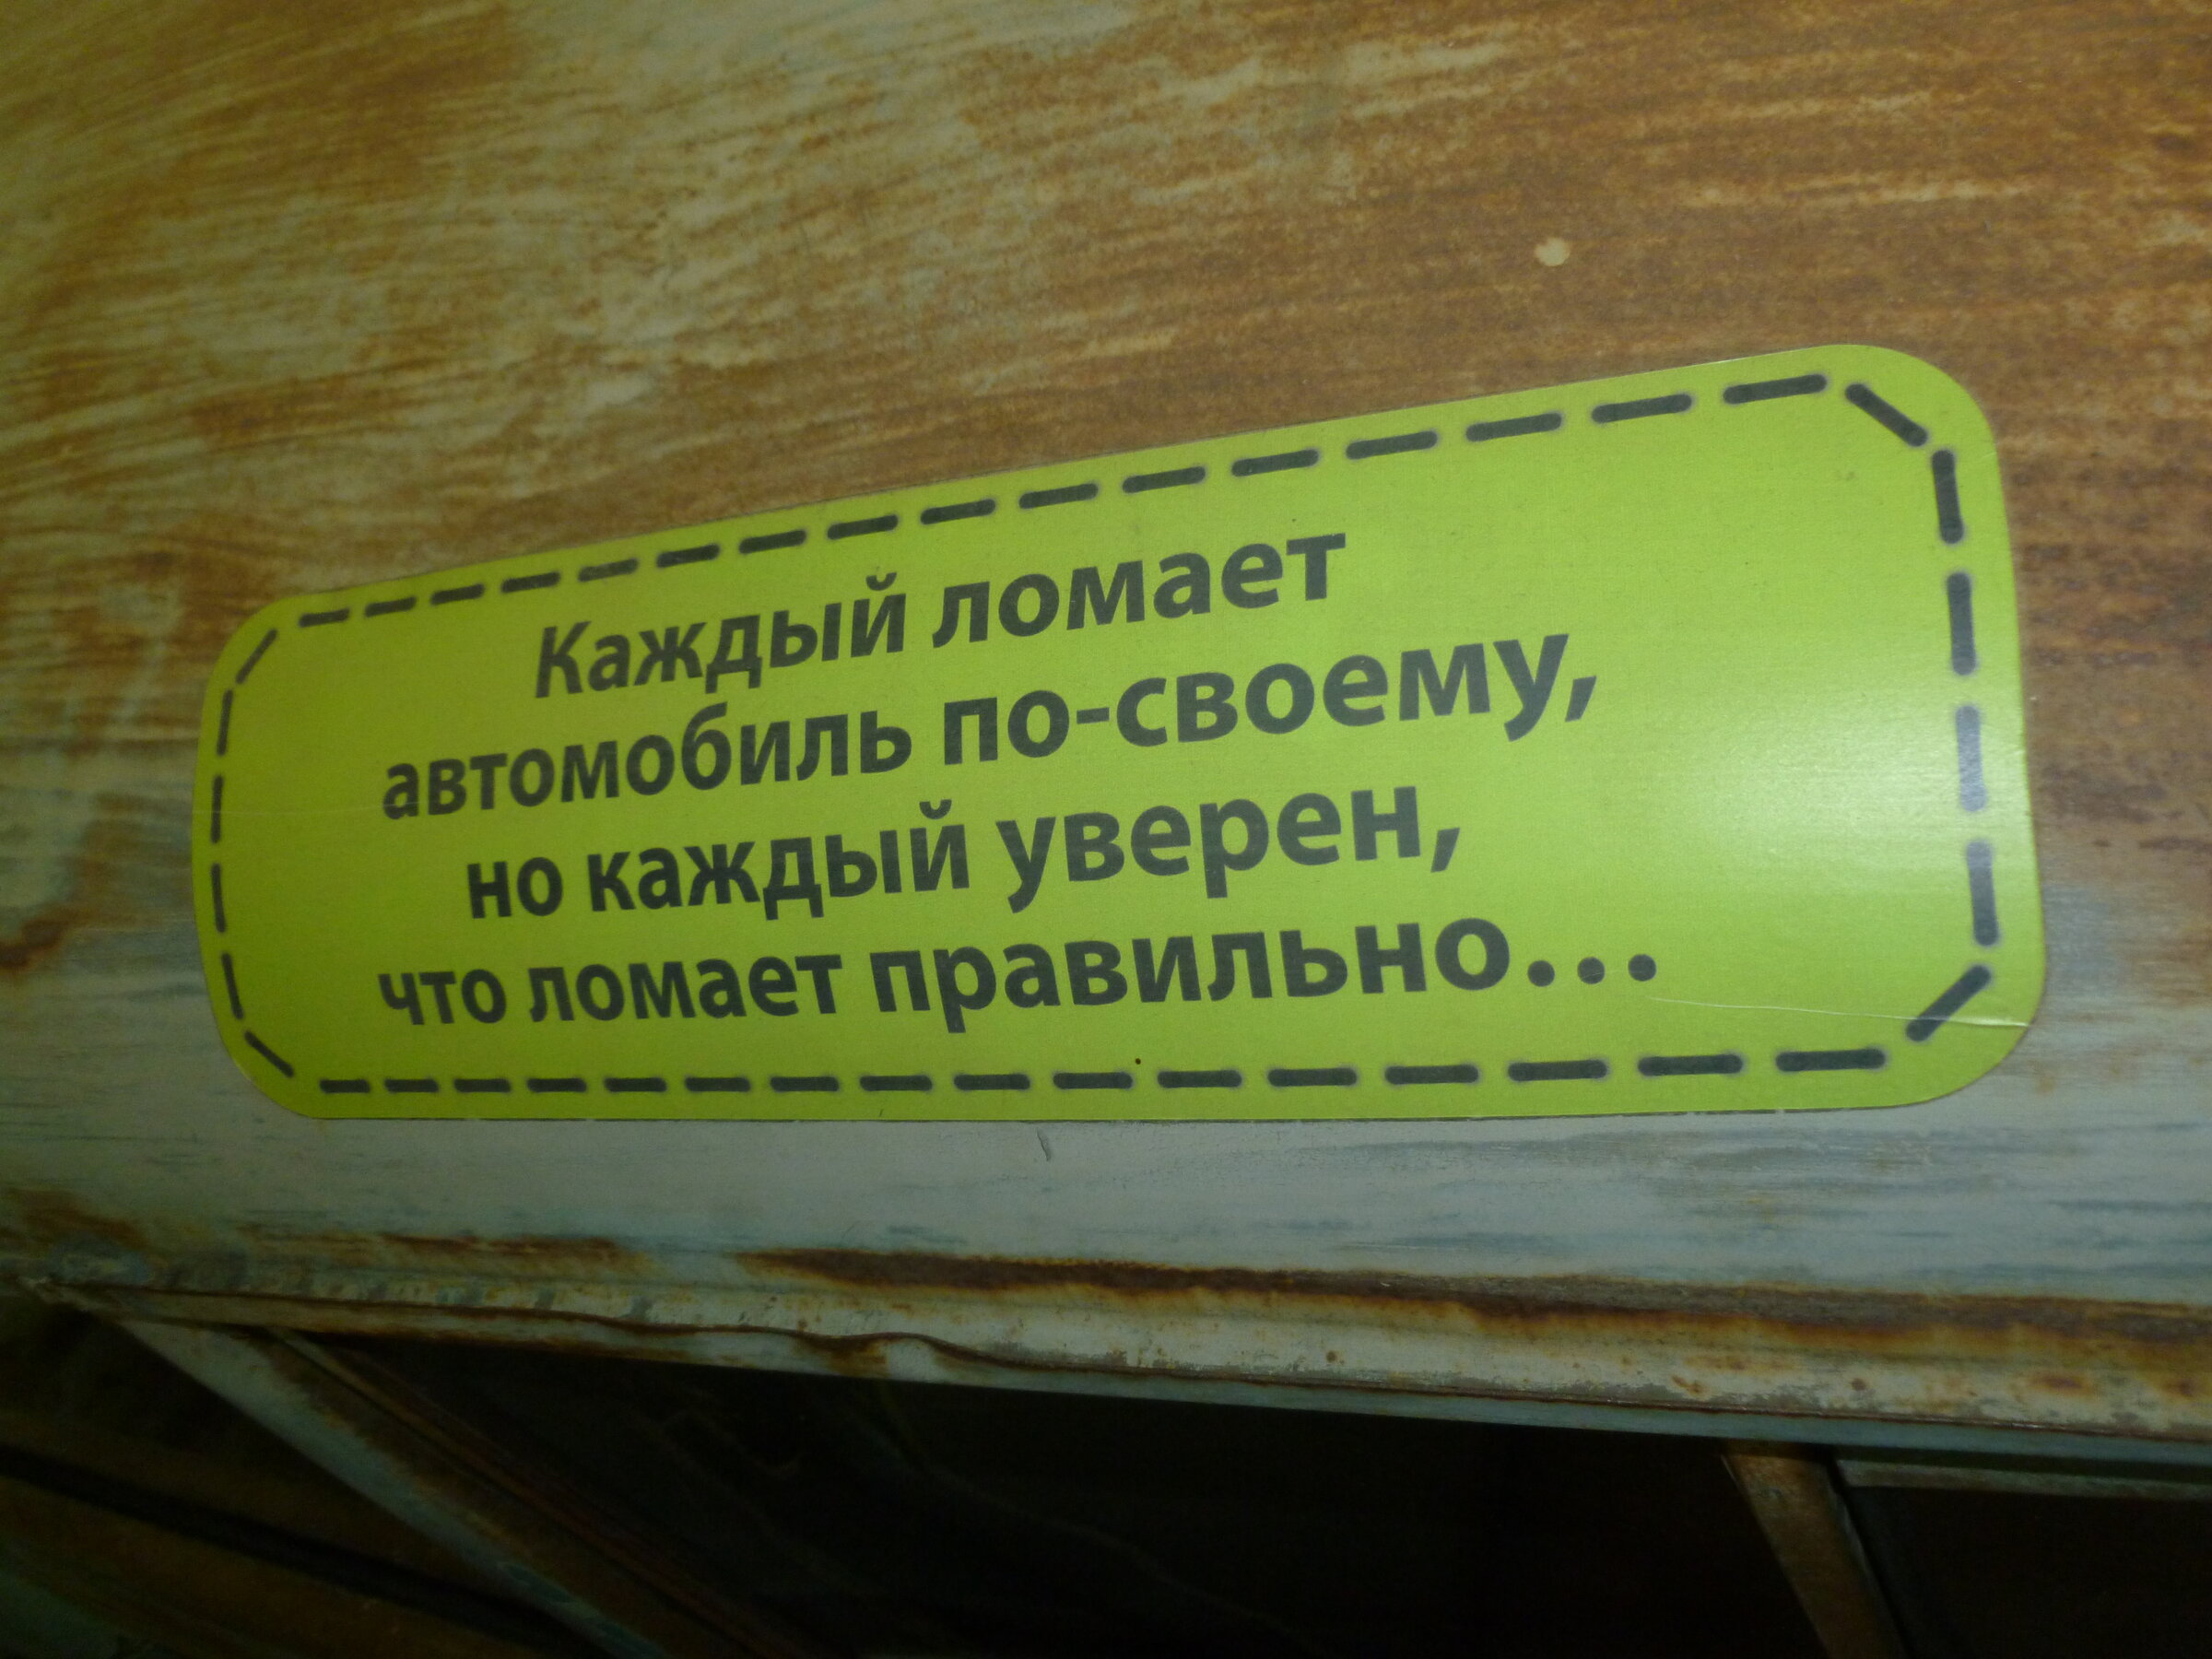 Каждый ломает
автомобиль по-своему,
но каждый уверен,
что ломает правильно...